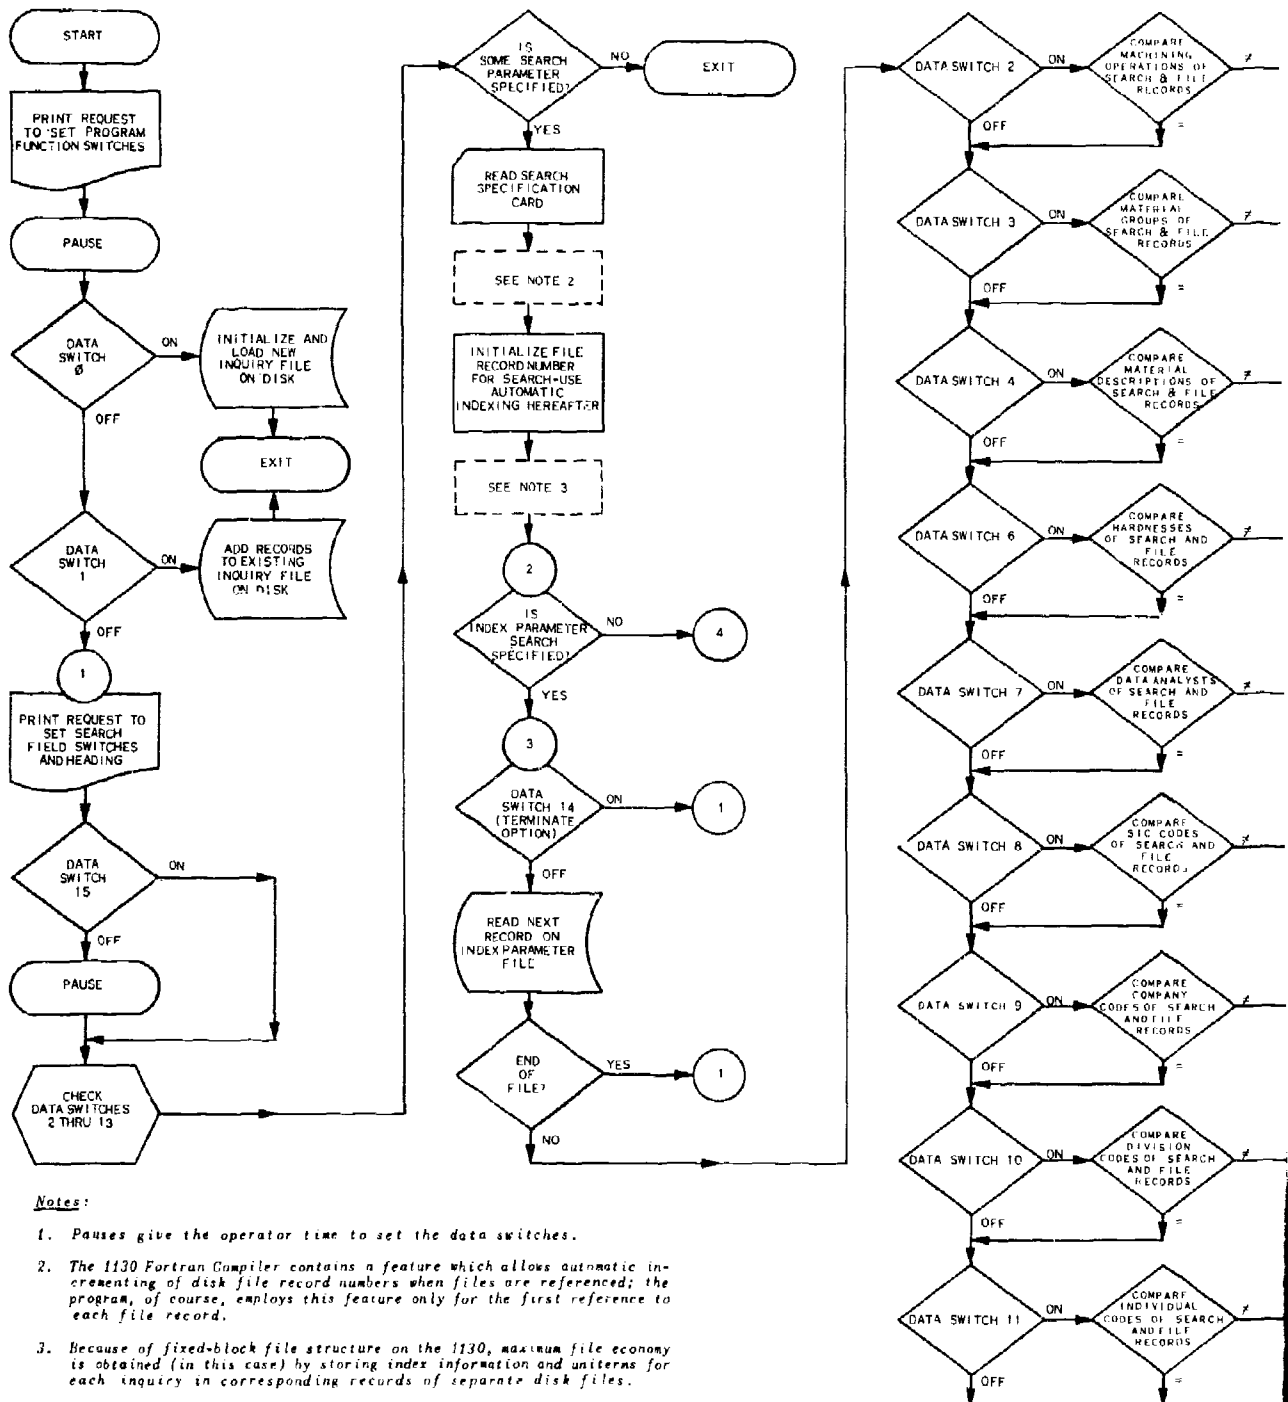 START
PRINT REQUEST
TO SET PROGRAM
FUNCTION SWITCHES
PAUSE
DATA
SWITCH
Ø
ON
OFF
INITIALIZE AND
LOAD NEW
INQUIRY FILE
ON DISK
EXIT
DATA
SWITCH
1
ON
OFF
ADD RECORDS
TO EXISTING
INQUIRY FILE
ON DISK
1
PRINT REQUEST TO
SET SEARCH
FIELD SWITCHES
AND HEADING
DATA
SWITCH
15
ON
OFF
PAUSE
CHECK
DATA SWITCHES
2 THRU 13
IS
SOME SEARCH
PARAMETER
SPECIFIED?
NO
EXIT
YES
READ SEARCH
SPECIFICATION
CARD
SEE NOTE 2
INITIALIZE FILE
RECORD NUMBER
FOR SEARCH-USE
AUTOMATIC
INDEXING HEREAFTER
SEE NOTE 3
2
IS
INDEX PARAMETER
SEARCH
SPECIFIED?
NO
4
YES
3
DATA
SWITCH 14
(TERMINATE
OPTION)
ON
1
OFF
READ NEXT
RECORD ON
INDEX PARAMETER
FILE
END
OF
FILE?
YES
1
NO
DATA SWITCH 2
ON
OFF
COMPARE
MACHINING
OPERATIONS OF
SEARCH & FILE
RECORDS
≠
=
DATA SWITCH 3
ON
OFF
COMPARE
MATERIAL
GROUPS OF
SEARCH & FILE
RECORDS
≠
=
DATA SWITCH 4
ON
OFF
COMPARE
MATERIAL
DESCRIPTIONS OF
SEARCH & FILE
RECORDS
≠
=
DATA SWITCH 6
ON
OFF
COMPARE
HARDNESSES
OF SEARCH AND
FILE
RECORDS
≠
=
DATA SWITCH 7
ON
OFF
COMPARE
DATA ANALYSTS
OF SEARCH AND
FILE
RECORDS
≠
=
DATA SWITCH 8
ON
OFF
COMPARE
SIC CODES
OF SEARCH AND
FILE
RECORDS
≠
=
DATA SWITCH 9
ON
OFF
COMPARE
COMPANY
CODES OF SEARCH
AND FILE
RECORDS
≠
=
DATA SWITCH 10
ON
OFF
COMPARE
DIVISION
CODES OF SEARCH
AND FILE
RECORDS
≠
=
DATA SWITCH 11
ON
OFF
COMPARE
INDIVIDUAL
CODES OF SEARCH
AND FILE
RECORDS
≠
=
Notes:
1. Pauses give the operator time to set the data switches.
2. The 1130 Fortran Compiler contains a feature which allows automatic in-
crementing of disk file record numbers when files are referenced; the
program, of course, employs this feature only for the first reference to
each file record.
3. Because of fixed-block file structure on the 1130, maximum file economy
is obtained (in this case) by storing index information and uniterms for
each inquiry in corresponding records of separate disk files.